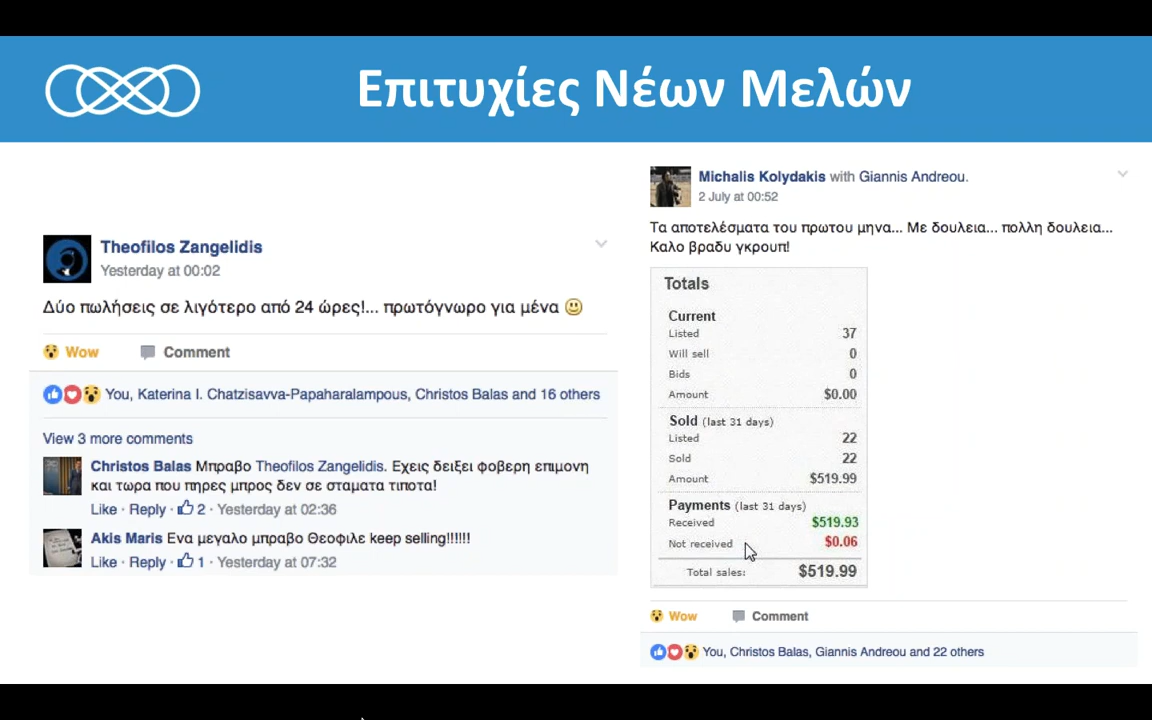 Επιτυχίες Νέων Μελών
Theofilos Zangelidis
Yesterday at 00:02
Δύο πωλήσεις σε λιγότερο από 24 ώρες!... πρωτόγνωρο για μένα
Wow Comment
You, Katerina I. Chatzisavva-Papaharalampous, Christos Balas and 16 others
View 3 more comments
Christos Balas Μπραβο Theofilos Zangelidis. Εχεις δειξει φοβερη επιμονη
και τωρα που πηρες μπρος δεν σε σταματα τιποτα!
Like · Reply · 2 · Yesterday at 02:36
Akis Maris Ενα μεγαλο μπραβο Θεοφιλε keep selling!!!!!!
Like · Reply · 1 · Yesterday at 07:32
Michalis Kolydakis with Giannis Andreou.
2 July at 00:52
Τα αποτελέσματα του πρωτου μηνα... Με δουλεια... πολλη δουλεια...
Καλο βραδυ γκρουπ!
Totals
Current
Listed 37
Will sell 0
Bids 0
Amount $0.00
Sold (last 31 days)
Listed 22
Sold 22
Amount $519.99
Payments (last 31 days)
Received $519.93
Not received $0.06
Total sales: $519.99
Wow Comment
You, Christos Balas, Giannis Andreou and 22 others